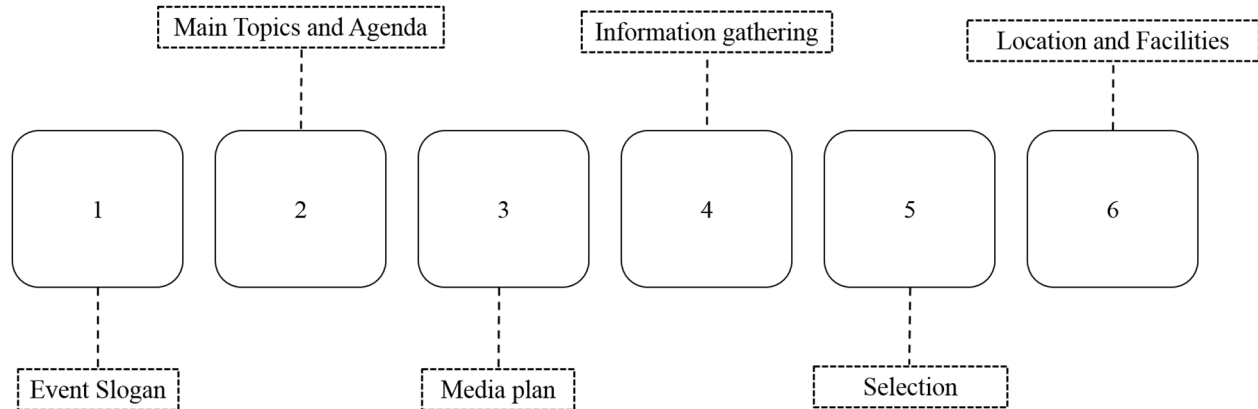 Main Topics and Agenda
Information gathering
Location and Facilities
1
2
3
4
5
6
Event Slogan
Media plan
Selection